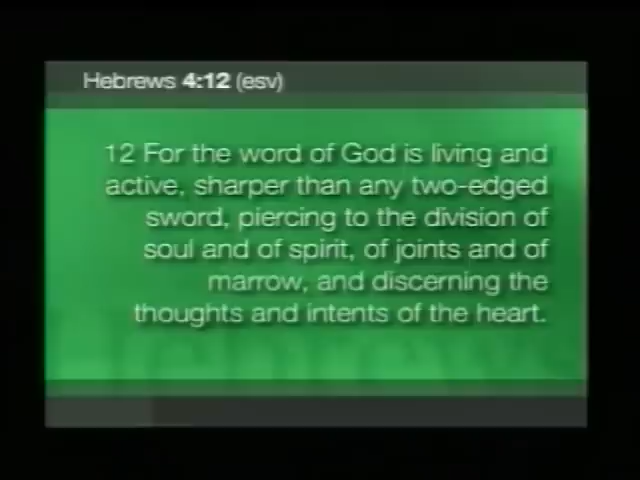 Hebrews 4:12 (esv)
12 For the word of God is living and
active, sharper than any two-edged
sword, piercing to the division of
soul and of spirit, of joints and of
marrow, and discerning the
thoughts and intents of the heart.
Hebrews